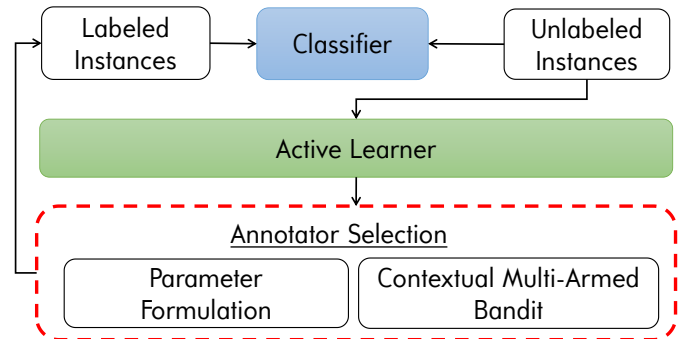 Labeled
Instances
Classifier
Unlabeled
Instances
Active Learner
Annotator Selection
Parameter
Formulation
Contextual Multi-Armed
Bandit